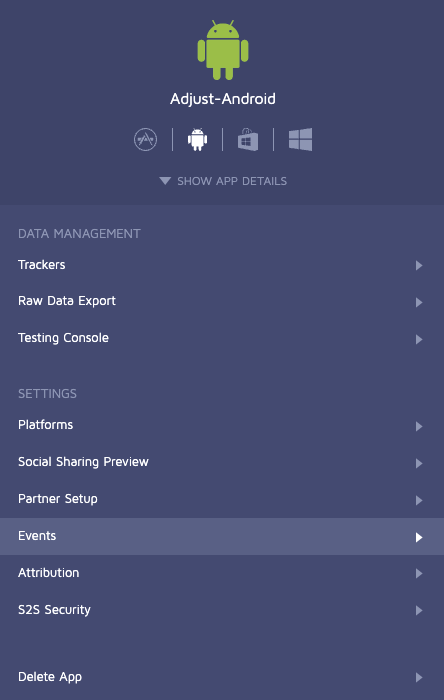 Adjust-Android
SHOW APP DETAILS
DATA MANAGEMENT
Trackers
Raw Data Export
Testing Console
SETTINGS
Platforms
Social Sharing Preview
Partner Setup
Events
Attribution
S2S Security
Delete App